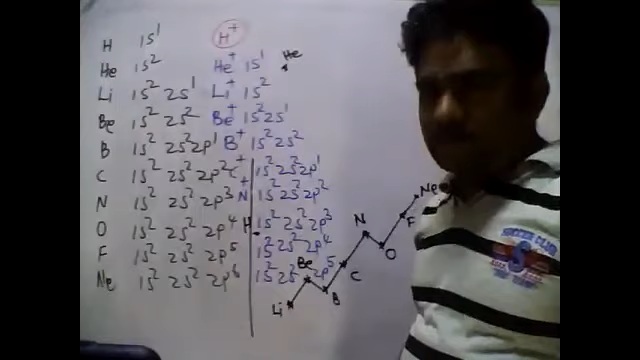 H 1S¹ H⁺
He 1S² He⁺ 1S¹ He
Li 1S² 2S¹ Li⁺ 1S²
Be 1S² 2S² Be⁺ 1S² 2S¹
B 1S² 2S² 2P¹ B⁺ 1S² 2S²
C 1S² 2S² 2P² C⁺ 1S² 2S² 2P¹
N 1S² 2S² 2P³ N⁺ 1S² 2S² 2P²
O 1S² 2S² 2P⁴ 1S² 2S² 2P³
F 1S² 2S² 2P⁵ 1S² 2S² 2P⁴
Ne 1S² 2S² 2P⁶ 1S² 2S² 2P⁵
H
Li
Be
B
C
N
O
F
Ne
SOCCER CLUB